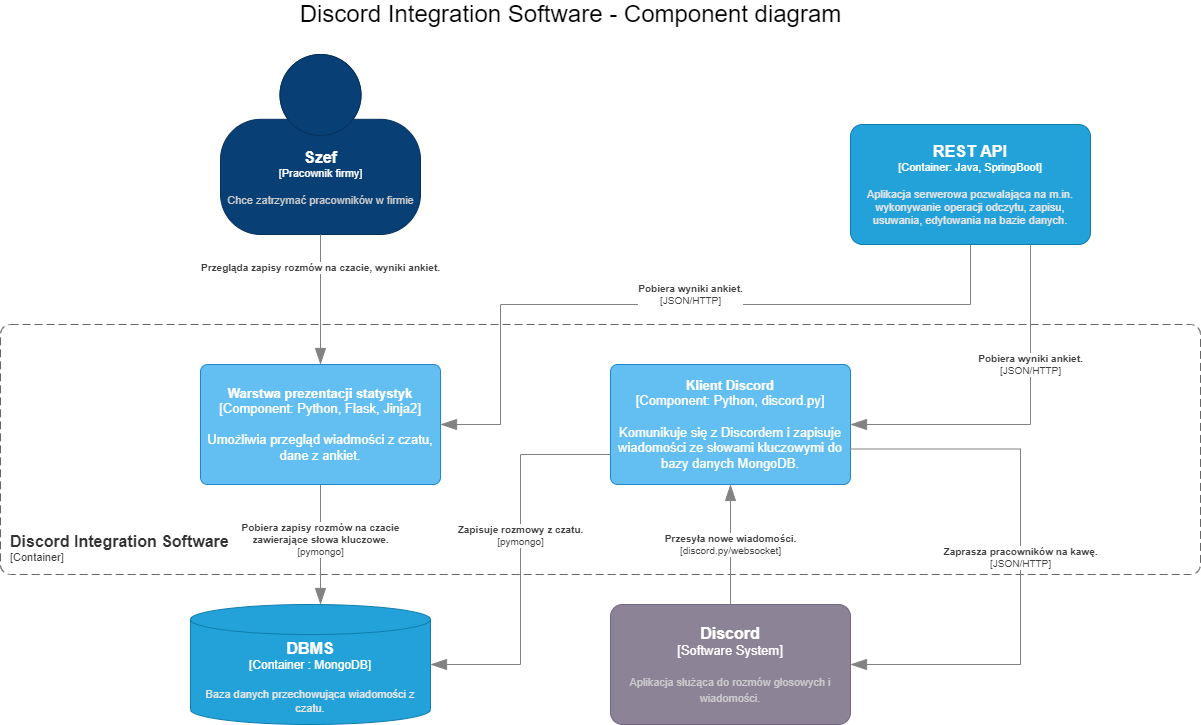 Discord Integration Software - Component diagram
Szef
[Pracownik firmy]
Chce zatrzymać pracowników w firmie
REST API
[Container: Java, SpringBoot]
Aplikacja serwerowa pozwalająca na m.in.
wykonywanie operacji odczytu, zapisu,
usuwania, edytowania na bazie danych.
Przegląda zapisy rozmów na czacie, wyniki ankiet.
Pobiera wyniki ankiet.
[JSON/HTTP]
Pobiera wyniki ankiet.
[JSON/HTTP]
Warstwa prezentacji statystyk
[Component: Python, Flask, Jinja2]
Umożliwia przegląd wiadmości z czatu,
dane z ankiet.
Klient Discord
[Component: Python, discord.py]
Komunikuje się z Discordem i zapisuje
wiadomości ze słowami kluczowymi do
bazy danych MongoDB.
Pobiera zapisy rozmów na czacie
zawierające słowa kluczowe.
[pymongo]
Zapisuje rozmowy z czatu.
[pymongo]
Przesyła nowe wiadomości.
[discord.py/websocket]
Zaprasza pracowników na kawę.
[JSON/HTTP]
Discord Integration Software
[Container]
DBMS
[Container : MongoDB]
Baza danych przechowująca wiadomości z
czatu.
Discord
[Software System]
Aplikacja służąca do rozmów głosowych i
wiadomości.